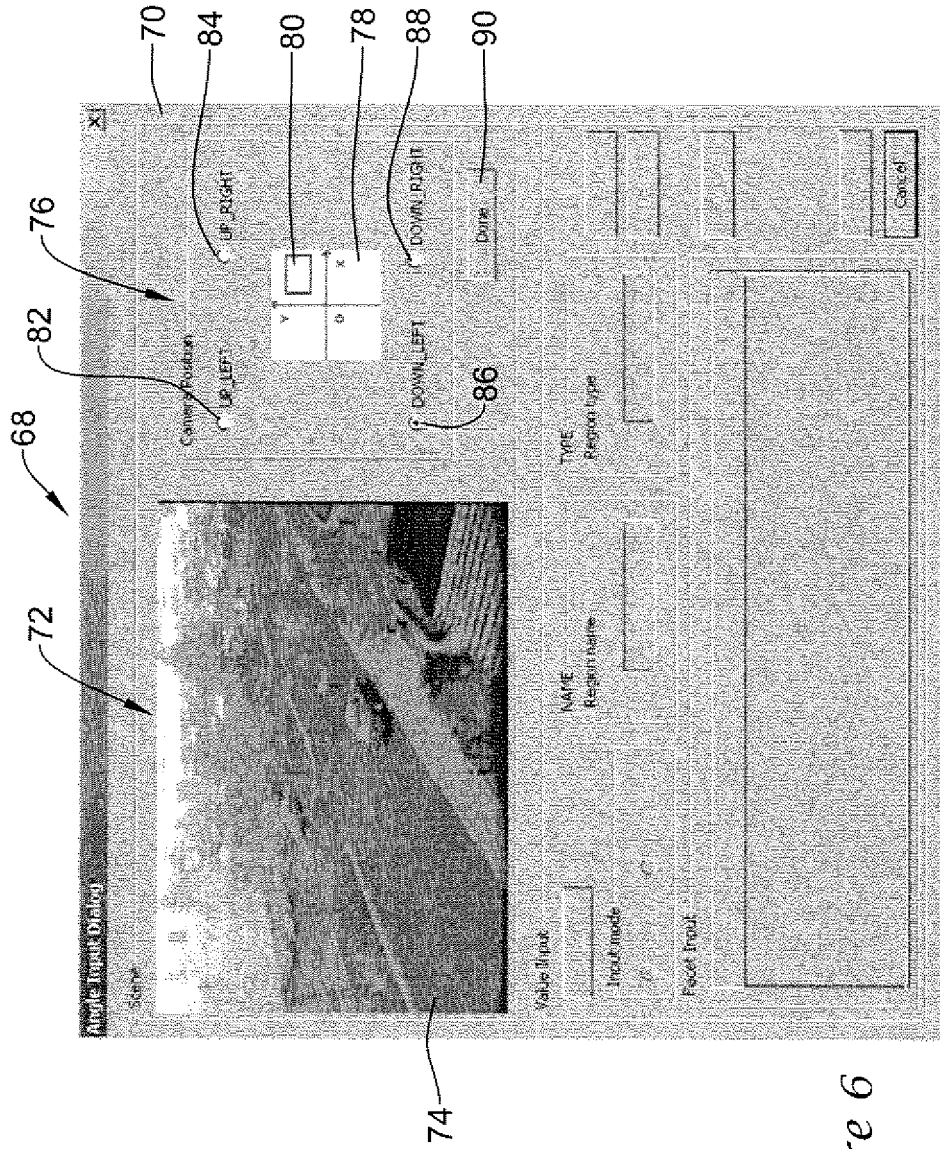 68
Angle Input Dialog
X
70
72
Scene
74
76
Camera Position
82
UP_LEFT
84
UP_RIGHT
Y
80
O
X
78
DOWN_LEFT
86
DOWN_RIGHT
88
Done
90
Value Input
Input mode
NAME
Region name
TYPE
Region type
Facet Input
Cancel
re 6